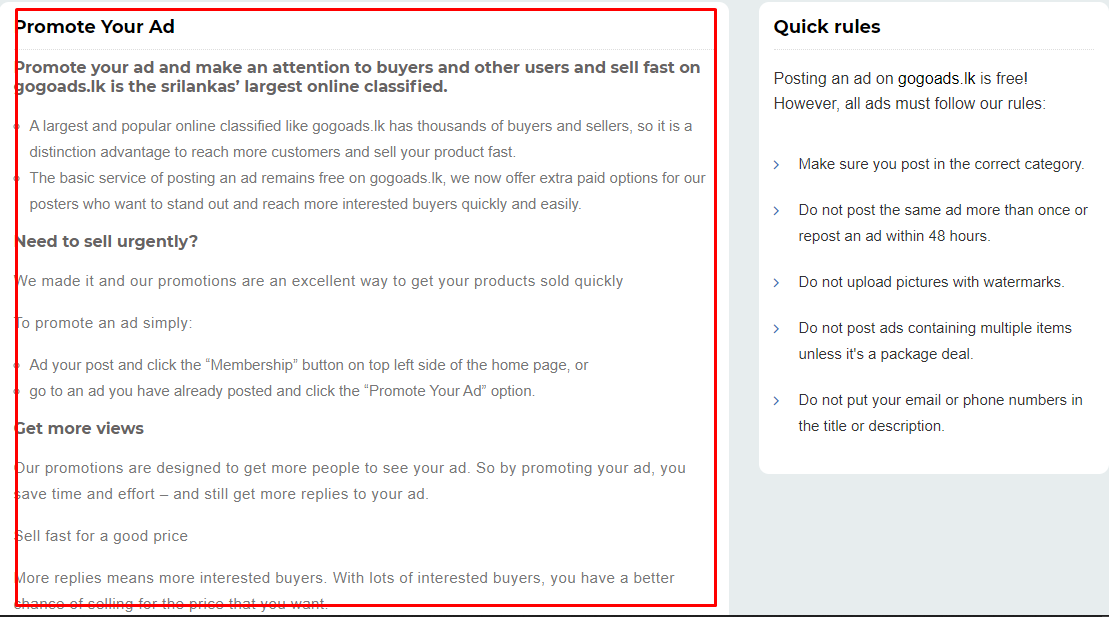 Promote Your Ad
Promote your ad and make an attention to buyers and other users and sell fast on
gogoads.lk is the srilankas’ largest online classified.
A largest and popular online classified like gogoads.lk has thousands of buyers and sellers, so it is a
distinction advantage to reach more customers and sell your product fast.
The basic service of posting an ad remains free on gogoads.lk, we now offer extra paid options for our
posters who want to stand out and reach more interested buyers quickly and easily.
Need to sell urgently?
We made it and our promotions are an excellent way to get your products sold quickly
To promote an ad simply:
Ad your post and click the “Membership” button on top left side of the home page, or
go to an ad you have already posted and click the “Promote Your Ad” option.
Get more views
Our promotions are designed to get more people to see your ad. So by promoting your ad, you
save time and effort – and still get more replies to your ad.
Sell fast for a good price
More replies means more interested buyers. With lots of interested buyers, you have a better
chance of selling for the price that you want.
Quick rules
Posting an ad on gogoads.lk is free!
However, all ads must follow our rules:
Make sure you post in the correct category.
Do not post the same ad more than once or
repost an ad within 48 hours.
Do not upload pictures with watermarks.
Do not post ads containing multiple items
unless it's a package deal.
Do not put your email or phone numbers in
the title or description.